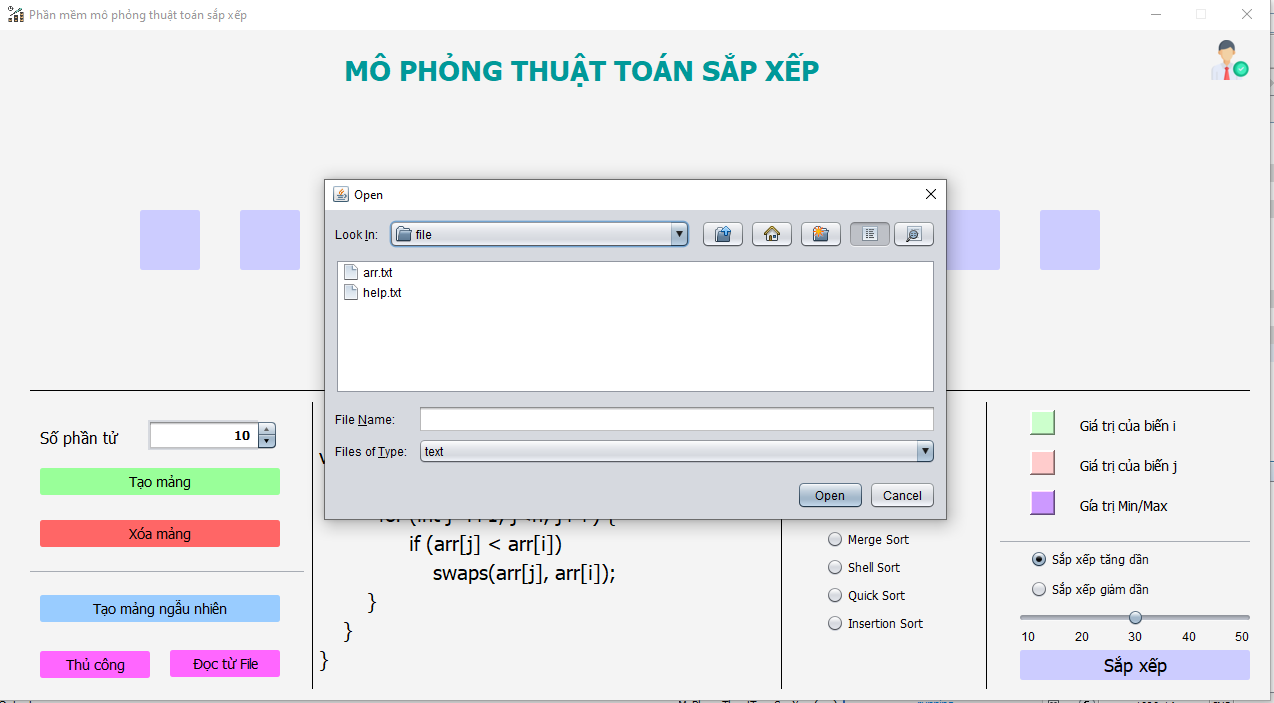 Phần mềm mô phỏng thuật toán sắp xếp
MÔ PHỎNG THUẬT TOÁN SẮP XẾP
Open
Look In:
file
arr.txt
help.txt
File Name:
Files of Type:
text
Open
Cancel
Số phần tử
10
Tạo mảng
Xóa mảng
Tạo mảng ngẫu nhiên
Thủ công
Đọc từ File
if (arr[j] < arr[i])
swaps(arr[j], arr[i]);
}
}
}
Merge Sort
Shell Sort
Quick Sort
Insertion Sort
Giá trị của biến i
Giá trị của biến j
Gía trị Min/Max
Sắp xếp tăng dần
Sắp xếp giảm dần
10 20 30 40 50
Sắp xếp